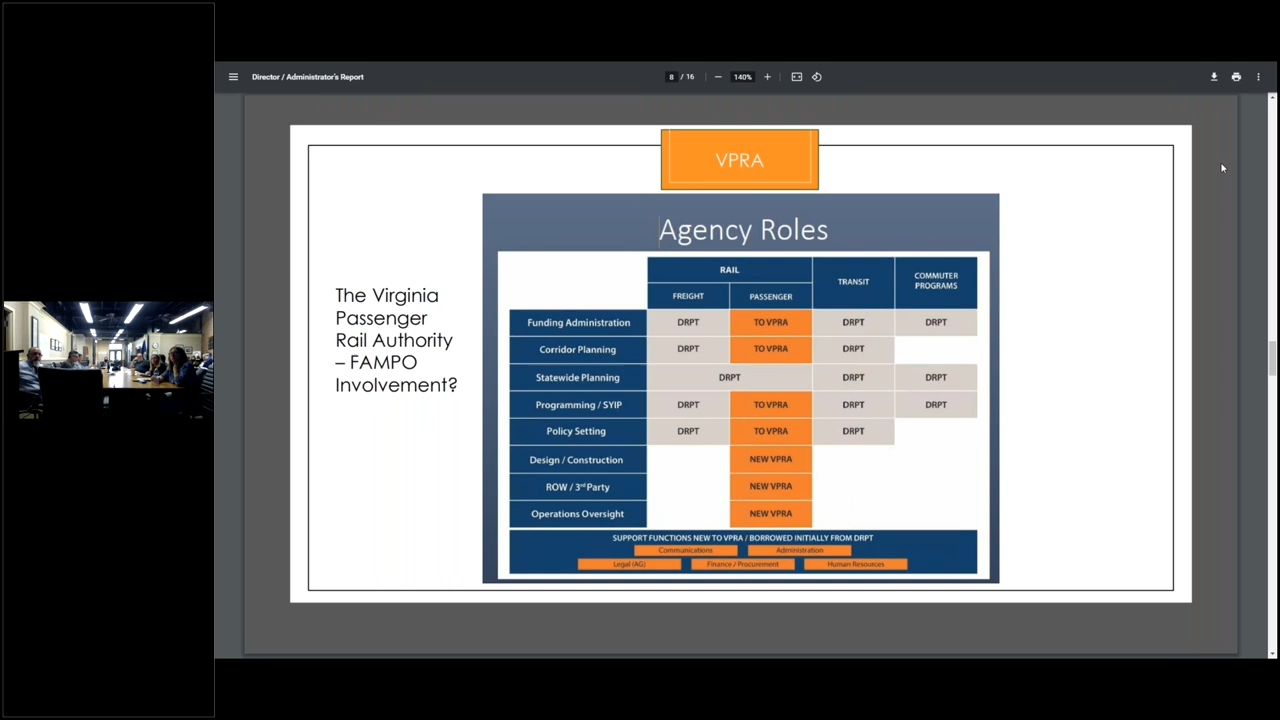 Director / Administrator's Report
8 / 16
140%
VPRA
The Virginia
Passenger
Rail Authority
– FAMPO
Involvement?
Agency Roles
RAIL
TRANSIT
COMMUTER
PROGRAMS
FREIGHT
PASSENGER
Funding Administration DRPT TO VPRA DRPT DRPT
Corridor Planning DRPT TO VPRA DRPT
Statewide Planning DRPT DRPT DRPT
Programming / SYIP DRPT TO VPRA DRPT DRPT
Policy Setting DRPT TO VPRA DRPT
Design / Construction NEW VPRA
ROW / 3rd Party NEW VPRA
Operations Oversight NEW VPRA
SUPPORT FUNCTIONS NEW TO VPRA / BORROWED INITIALLY FROM DRPT
Communications Administration
Legal (AG) Finance / Procurement Human Resources